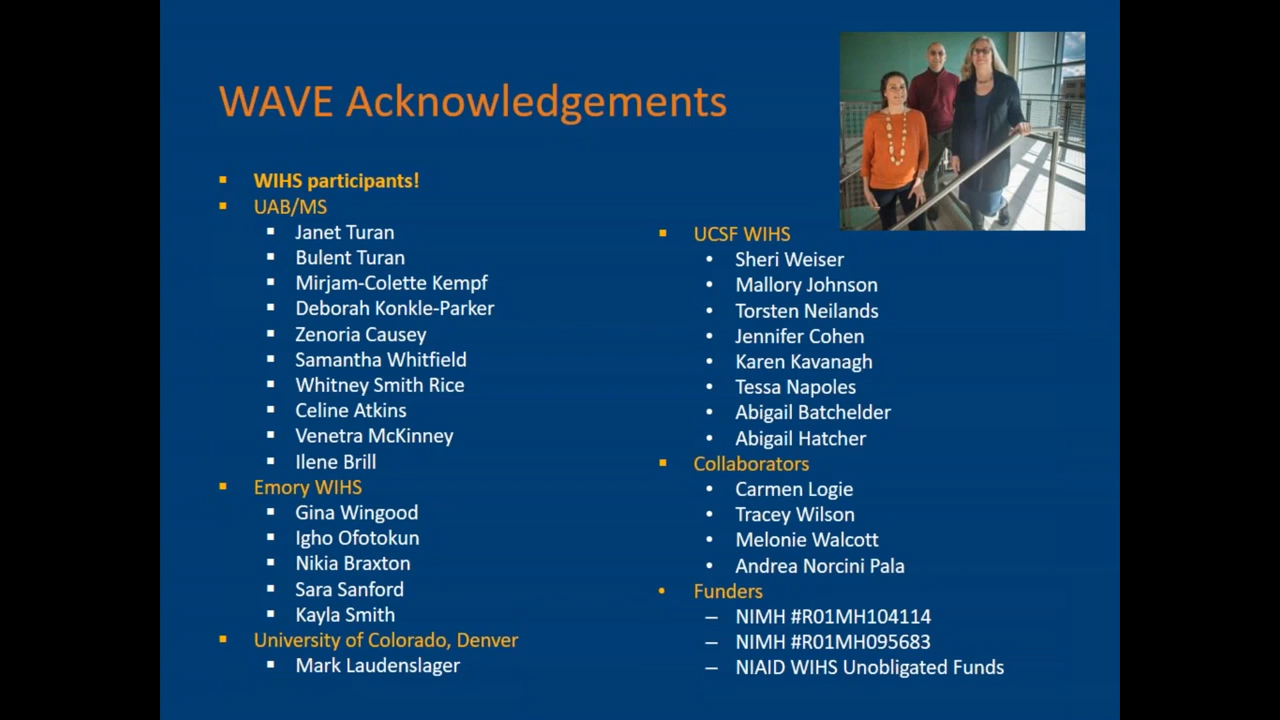 WAVE Acknowledgements
WIHS participants!
UAB/MS
Janet Turan
Bulent Turan
Mirjam-Colette Kempf
Deborah Konkle-Parker
Zenoria Causey
Samantha Whitfield
Whitney Smith Rice
Celine Atkins
Venetra McKinney
Ilene Brill
Emory WIHS
Gina Wingood
Igho Ofotokun
Nikia Braxton
Sara Sanford
Kayla Smith
University of Colorado, Denver
Mark Laudenslager
UCSF WIHS
Sheri Weiser
Mallory Johnson
Torsten Neilands
Jennifer Cohen
Karen Kavanagh
Tessa Napoles
Abigail Batchelder
Abigail Hatcher
Collaborators
Carmen Logie
Tracey Wilson
Melonie Walcott
Andrea Norcini Pala
Funders
– NIMH #R01MH104114
– NIMH #R01MH095683
– NIAID WIHS Unobligated Funds